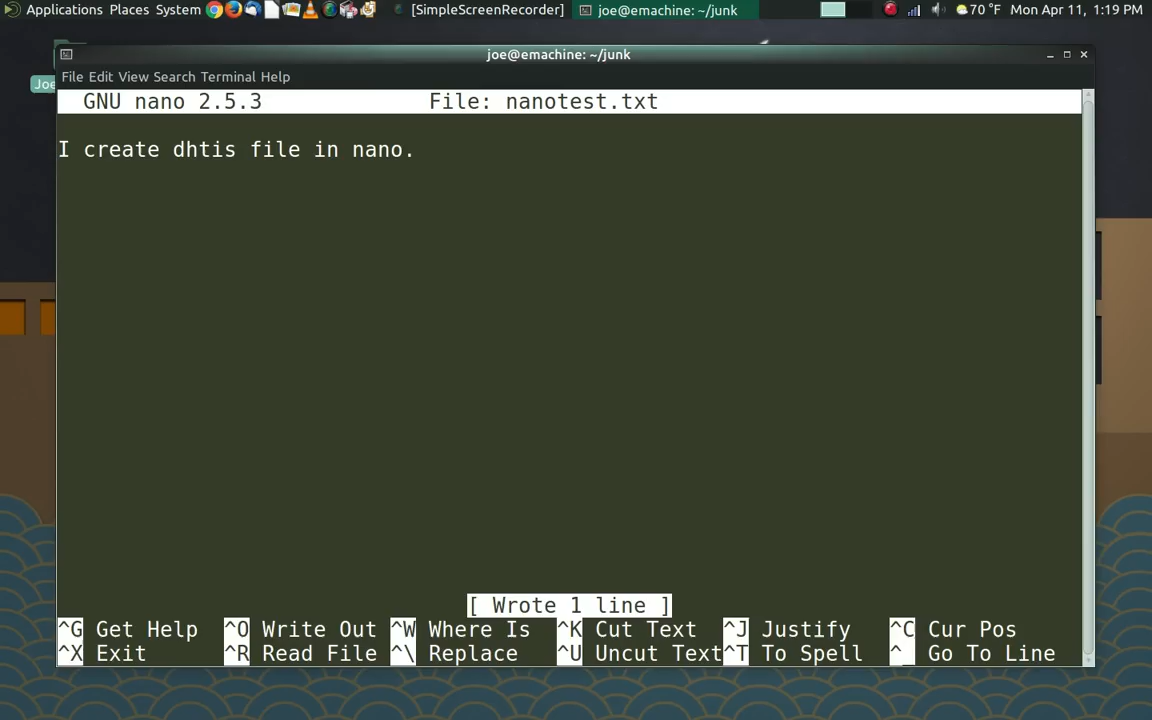 Applications Places System [SimpleScreenRecorder] joe@emachine: ~/junk 70 °F Mon Apr 11, 1:19 PM
Joe
joe@emachine: ~/junk
File Edit View Search Terminal Help
GNU nano 2.5.3 File: nanotest.txt
I create dhtis file in nano.
[ Wrote 1 line ]
^G Get Help ^O Write Out ^W Where Is ^K Cut Text ^J Justify ^C Cur Pos
^X Exit ^R Read File ^\ Replace ^U Uncut Text ^T To Spell ^_ Go To Line